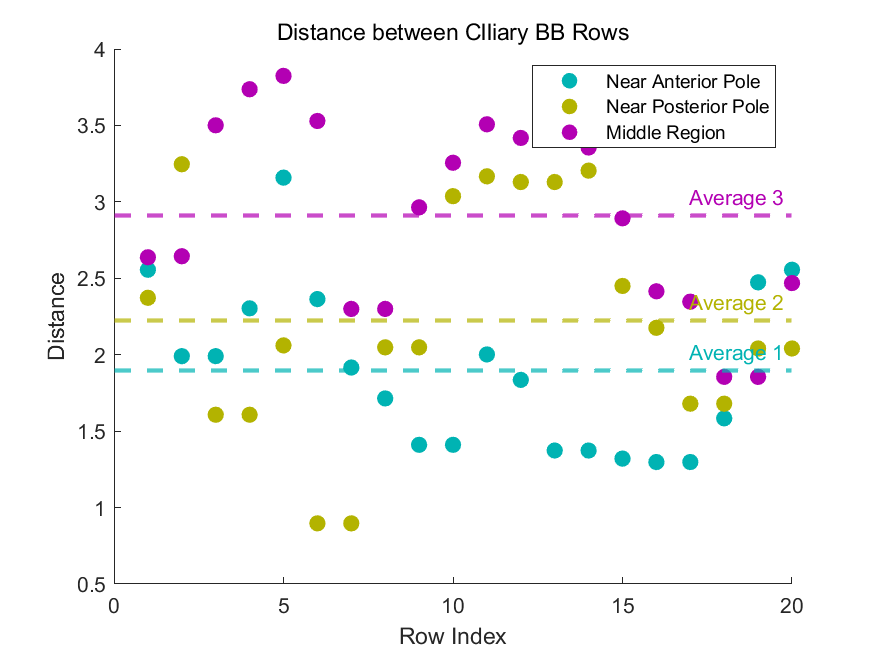 Distance between CIliary BB Rows
4
3.5
3
2.5
2
1.5
1
0.5
Distance
Near Anterior Pole
Near Posterior Pole
Middle Region
Average 3
Average 2
Average 1
0
5
10
15
20
Row Index